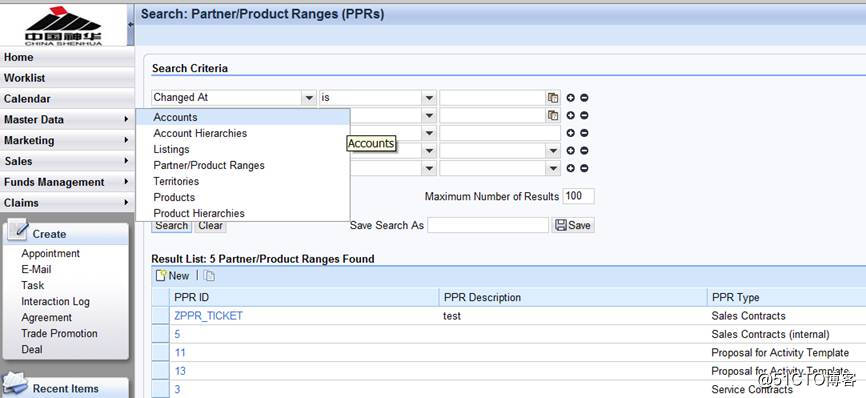 中国神华
CHINA SHENHUA
Search: Partner/Product Ranges (PPRs)
Home
Worklist
Calendar
Master Data
Marketing
Sales
Funds Management
Claims
Create
Appointment
E-Mail
Task
Interaction Log
Agreement
Trade Promotion
Deal
Recent Items
Search Criteria
Changed At is
Accounts
Account Hierarchies
Listings
Partner/Product Ranges
Territories
Products
Product Hierarchies
Accounts
Maximum Number of Results 100
Search Clear Save Search As Save
Result List: 5 Partner/Product Ranges Found
New
PPR ID PPR Description PPR Type
ZPPR_TICKET test Sales Contracts
5 Sales Contracts (internal)
11 Proposal for Activity Template
13 Proposal for Activity Template
3 Service Contracts
@51CTO博客